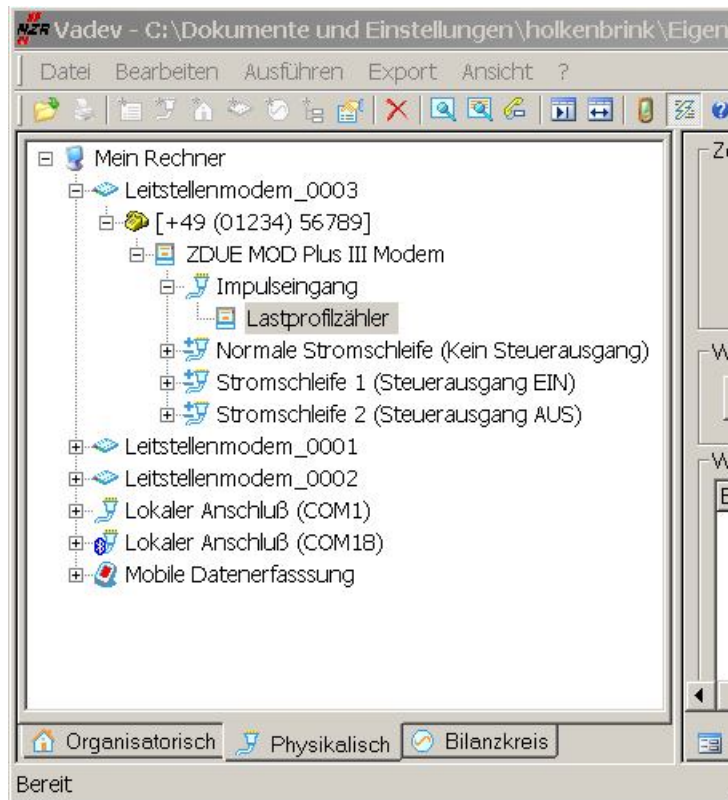 NZR Vadev - C:\Dokumente und Einstellungen\holkenbrink\Eigen
Datei Bearbeiten Ausführen Export Ansicht ?
Mein Rechner
Leitstellenmodem_0003
[+49 (01234) 56789]
ZDUE MOD Plus III Modem
Impulseingang
Lastprofilzähler
Normale Stromschleife (Kein Steuerausgang)
Stromschleife 1 (Steuerausgang EIN)
Stromschleife 2 (Steuerausgang AUS)
Leitstellenmodem_0001
Leitstellenmodem_0002
Lokaler Anschluß (COM1)
Lokaler Anschluß (COM18)
Mobile Datenerfasssung
Organisatorisch Physikalisch Bilanzkreis
Bereit